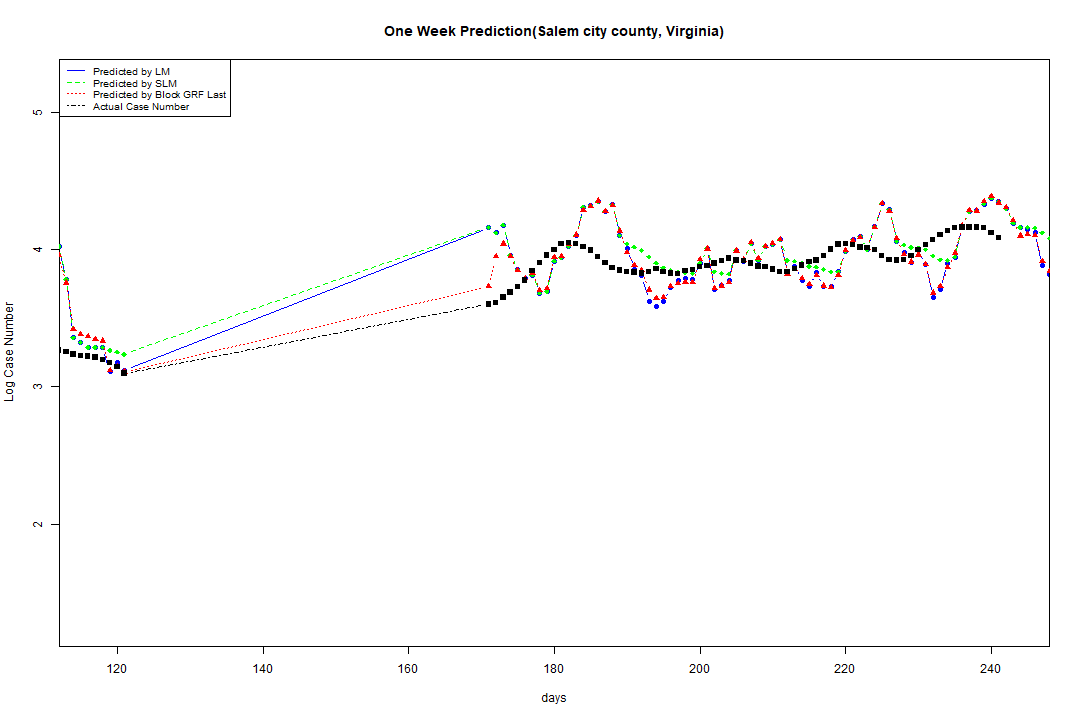 One Week Prediction(Salem city county, Virginia)
Predicted by LM
Predicted by SLM
Predicted by Block GRF Last
Actual Case Number
5
4
3
2
Log Case Number
120 140 160 180 200 220 240
days